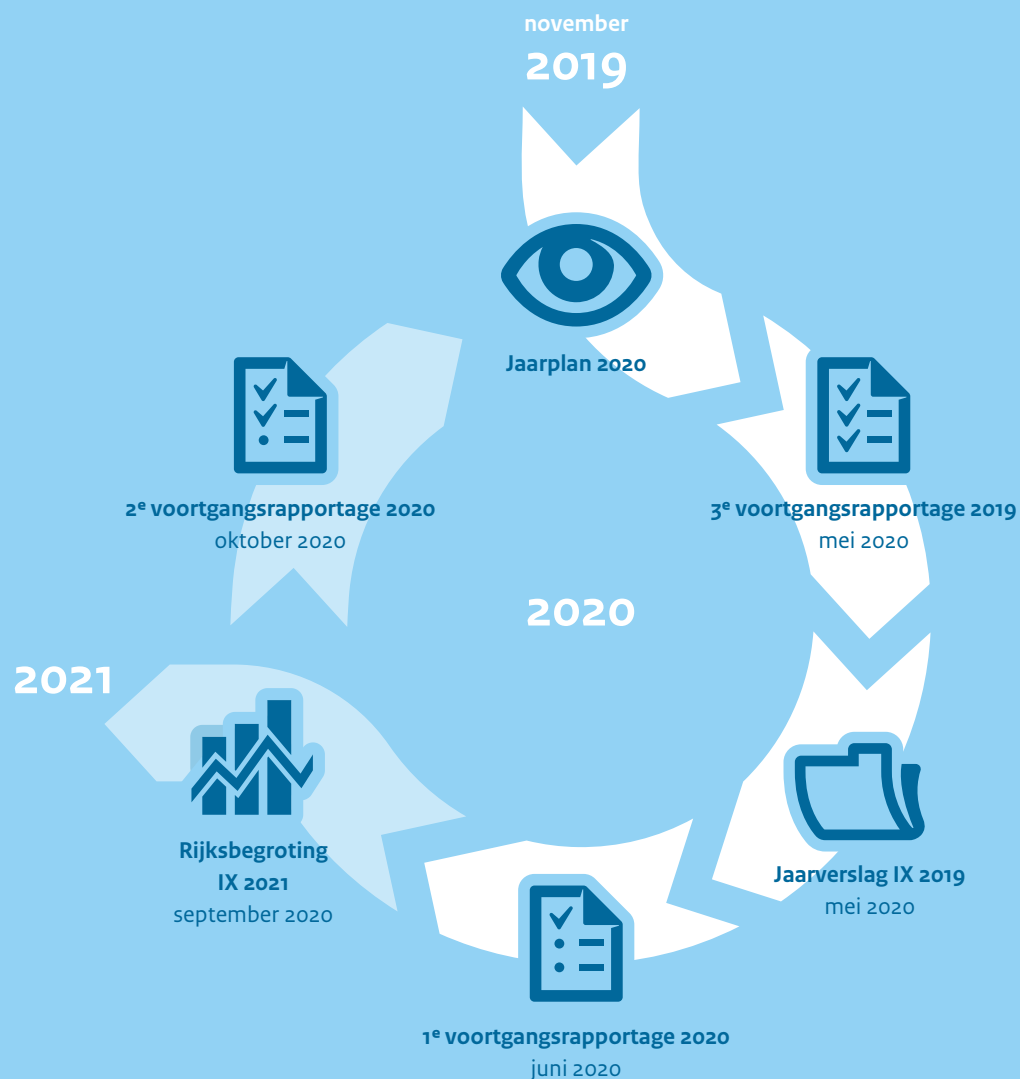 november
2019
Jaarplan 2020
3e voortgangsrapportage 2019
mei 2020
Jaarverslag IX 2019
mei 2020
1e voortgangsrapportage 2020
juni 2020
Rijksbegroting
IX 2021
september 2020
2e voortgangsrapportage 2020
oktober 2020
2020
2021